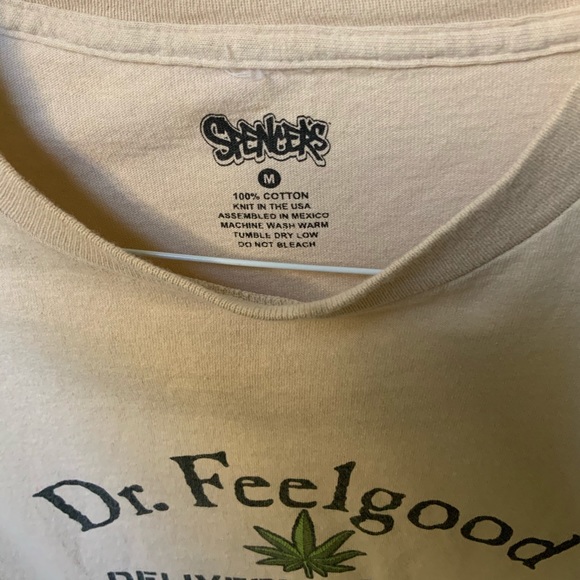 SPENCER'S
M
100% COTTON
KNIT IN THE USA
ASSEMBLED IN MEXICO
MACHINE WASH WARM
TUMBLE DRY LOW
DO NOT BLEACH
Dr. Feelgood